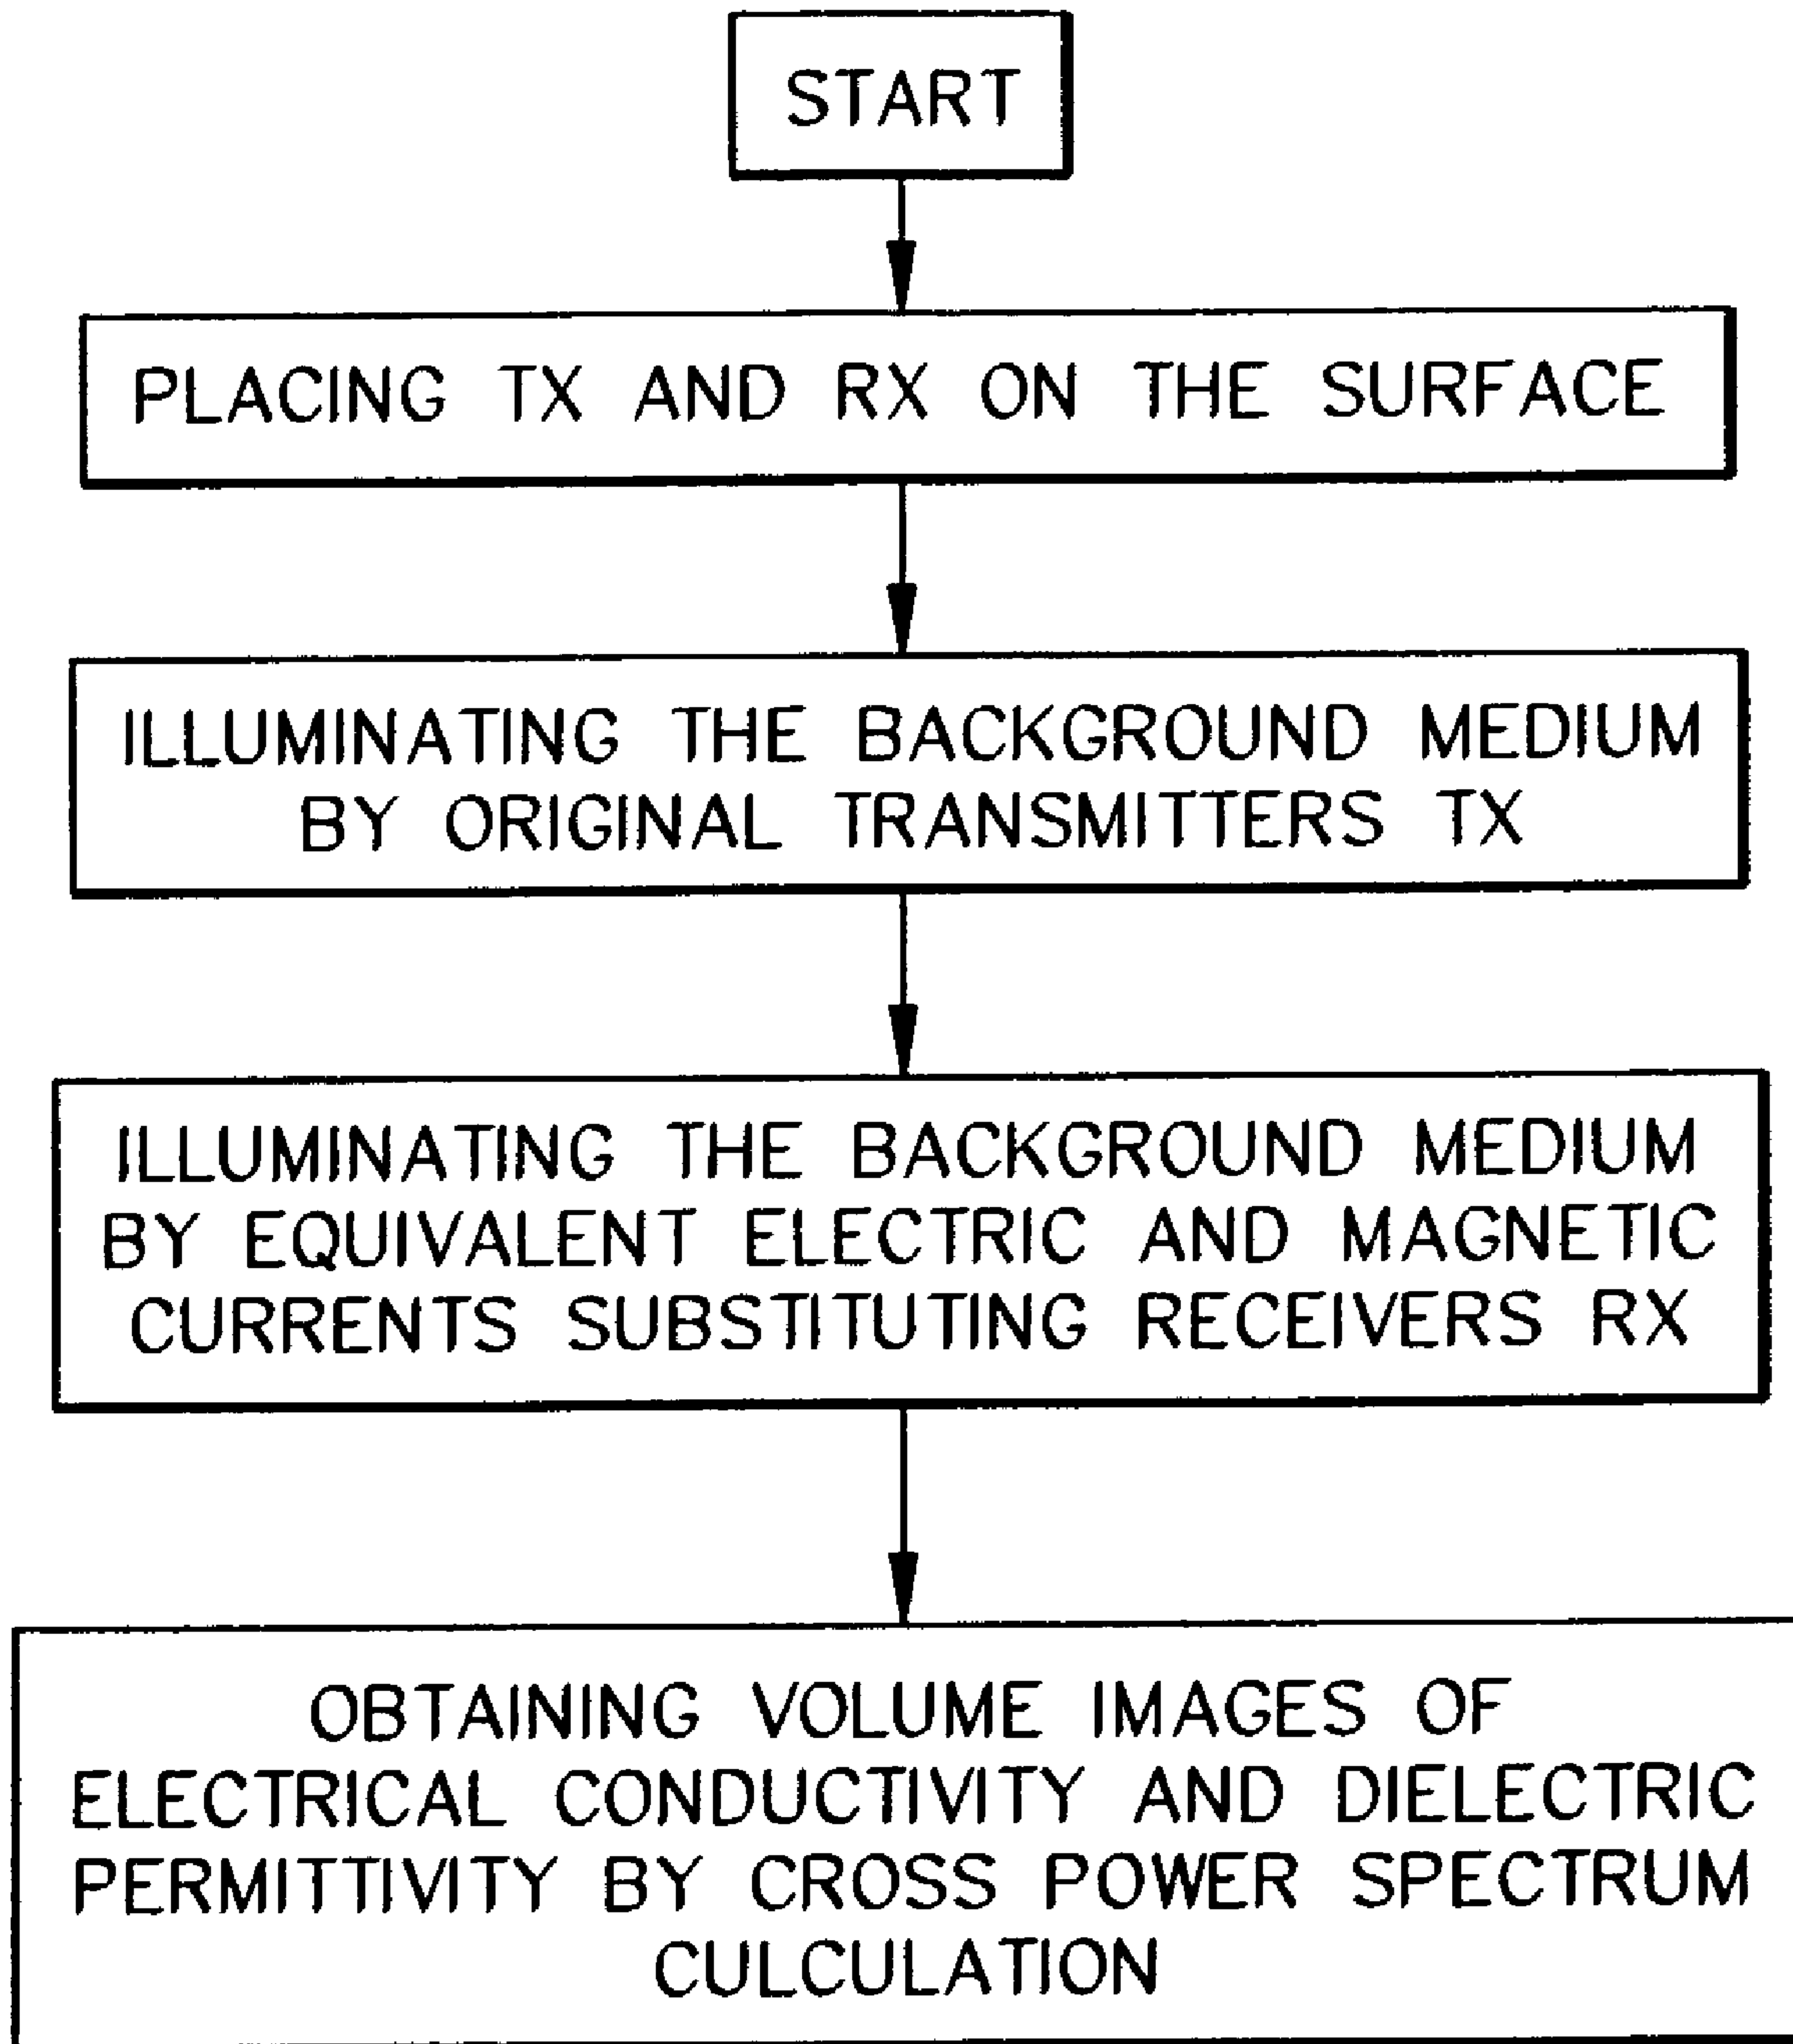 START
PLACING TX AND RX ON THE SURFACE
ILLUMINATING THE BACKGROUND MEDIUM
BY ORIGINAL TRANSMITTERS TX
ILLUMINATING THE BACKGROUND MEDIUM
BY EQUIVALENT ELECTRIC AND MAGNETIC
CURRENTS SUBSTITUTING RECEIVERS RX
OBTAINING VOLUME IMAGES OF
ELECTRICAL CONDUCTIVITY AND DIELECTRIC
PERMITTIVITY BY CROSS POWER SPECTRUM
CULCULATION